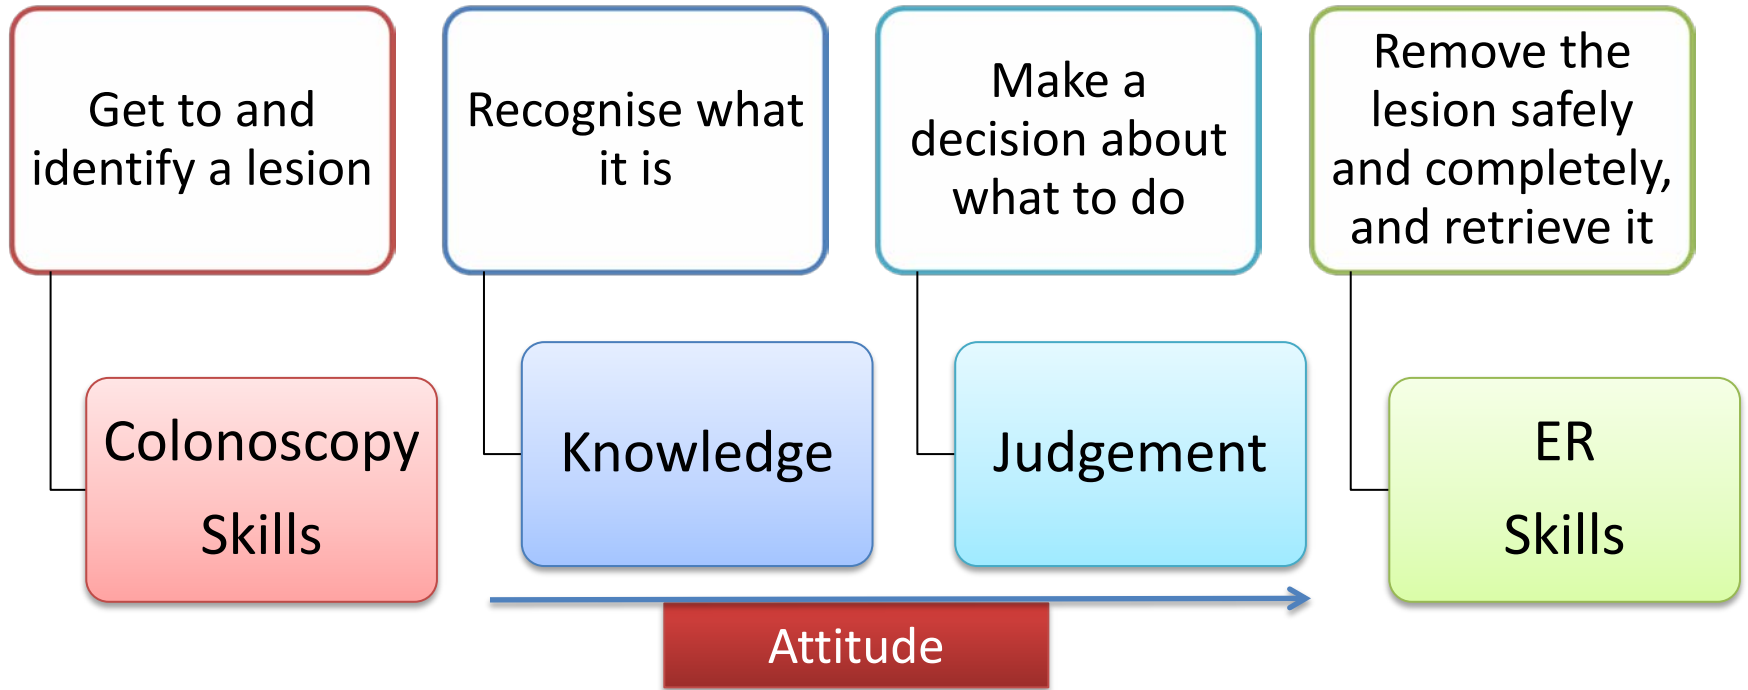 Get to and
identify a lesion
Recognise what
it is
Make a
decision about
what to do
Remove the
lesion safely
and completely,
and retrieve it
Colonoscopy
Skills
Knowledge
Judgement
ER
Skills
Attitude